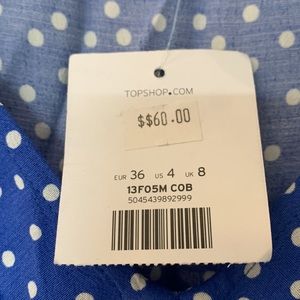 TOPSHOP.COM
$$60.00
EUR 36 US 4 UK 8
13F05M COB
5045439892999